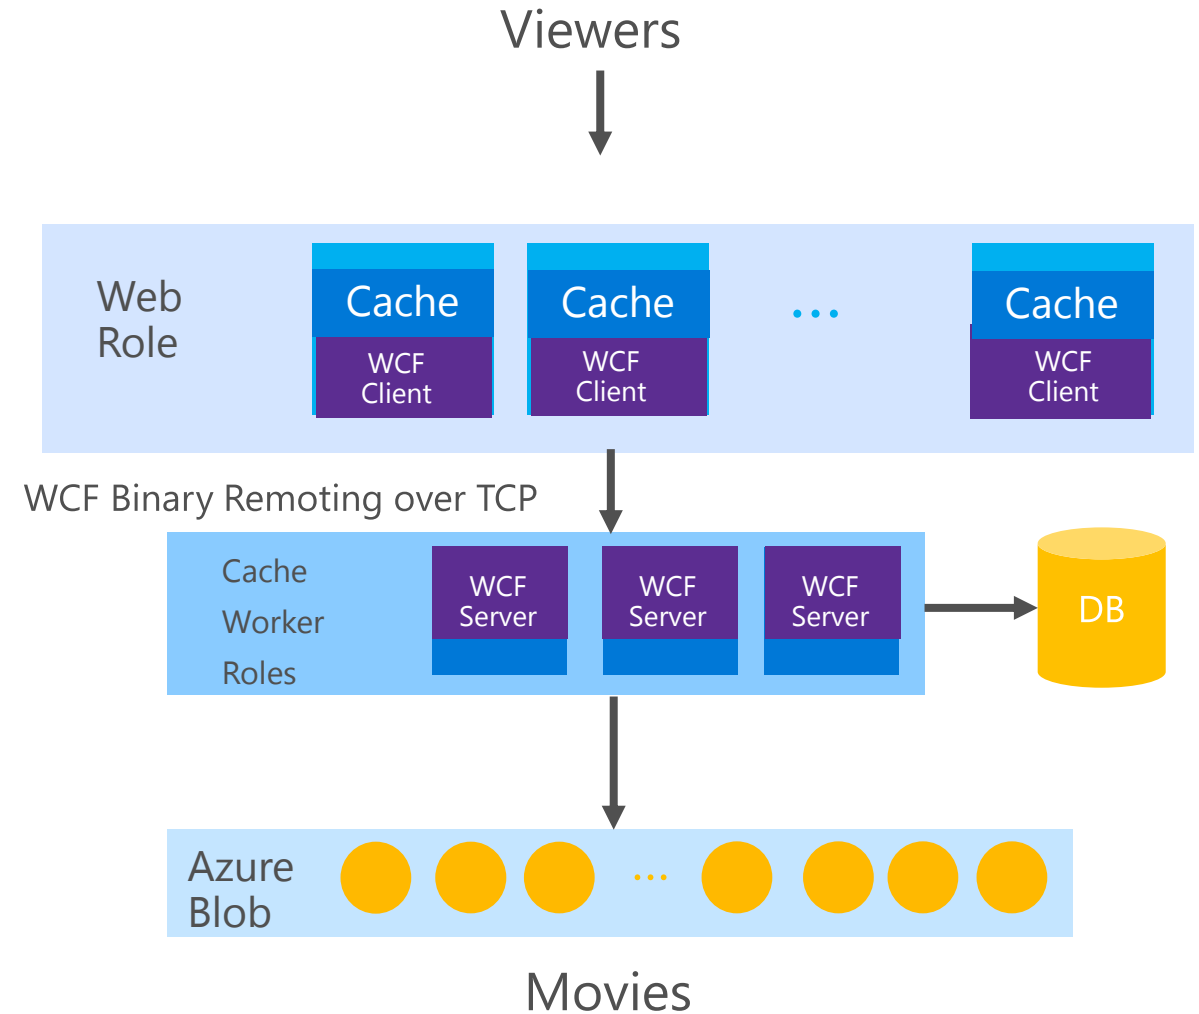 Viewers
Web
Role
Cache
WCF
Client
Cache
WCF
Client
...
Cache
WCF
Client
WCF Binary Remoting over TCP
Cache
Worker
Roles
WCF
Server
WCF
Server
WCF
Server
DB
Azure
Blob
...
Movies